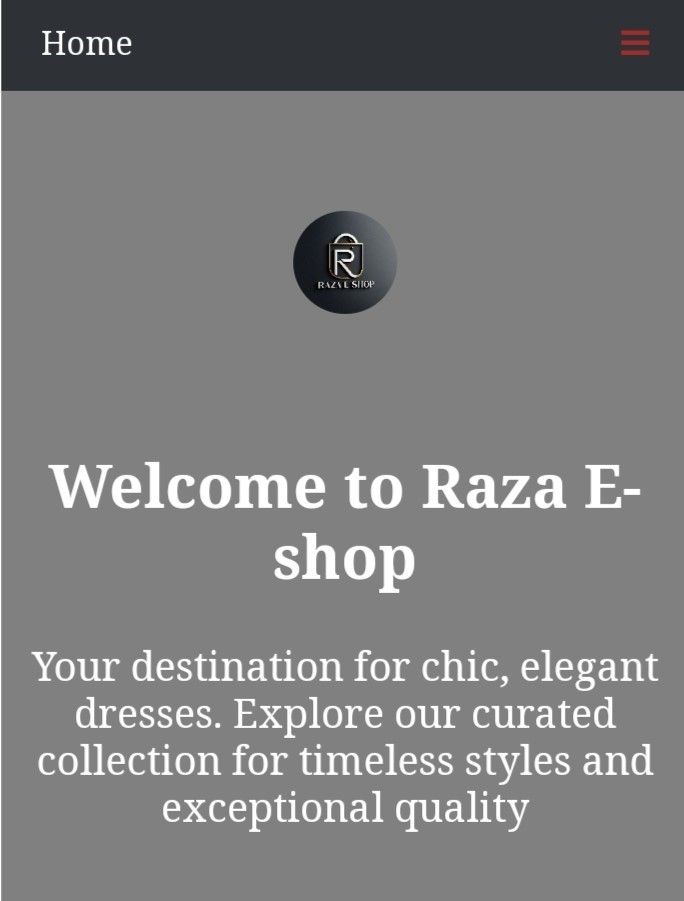 Home
RAZA E SHOP
Welcome to Raza E-
shop
Your destination for chic, elegant
dresses. Explore our curated
collection for timeless styles and
exceptional quality